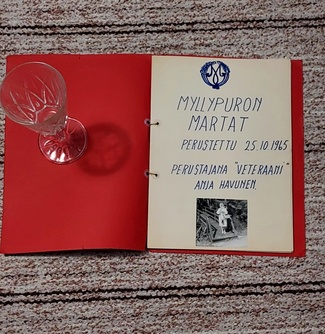 MYLLYPURON
MARTAT
PERUSTETTU 25.10.1965
PERUSTAJANA "VETERAANI"
ANJA HAVUNEN.